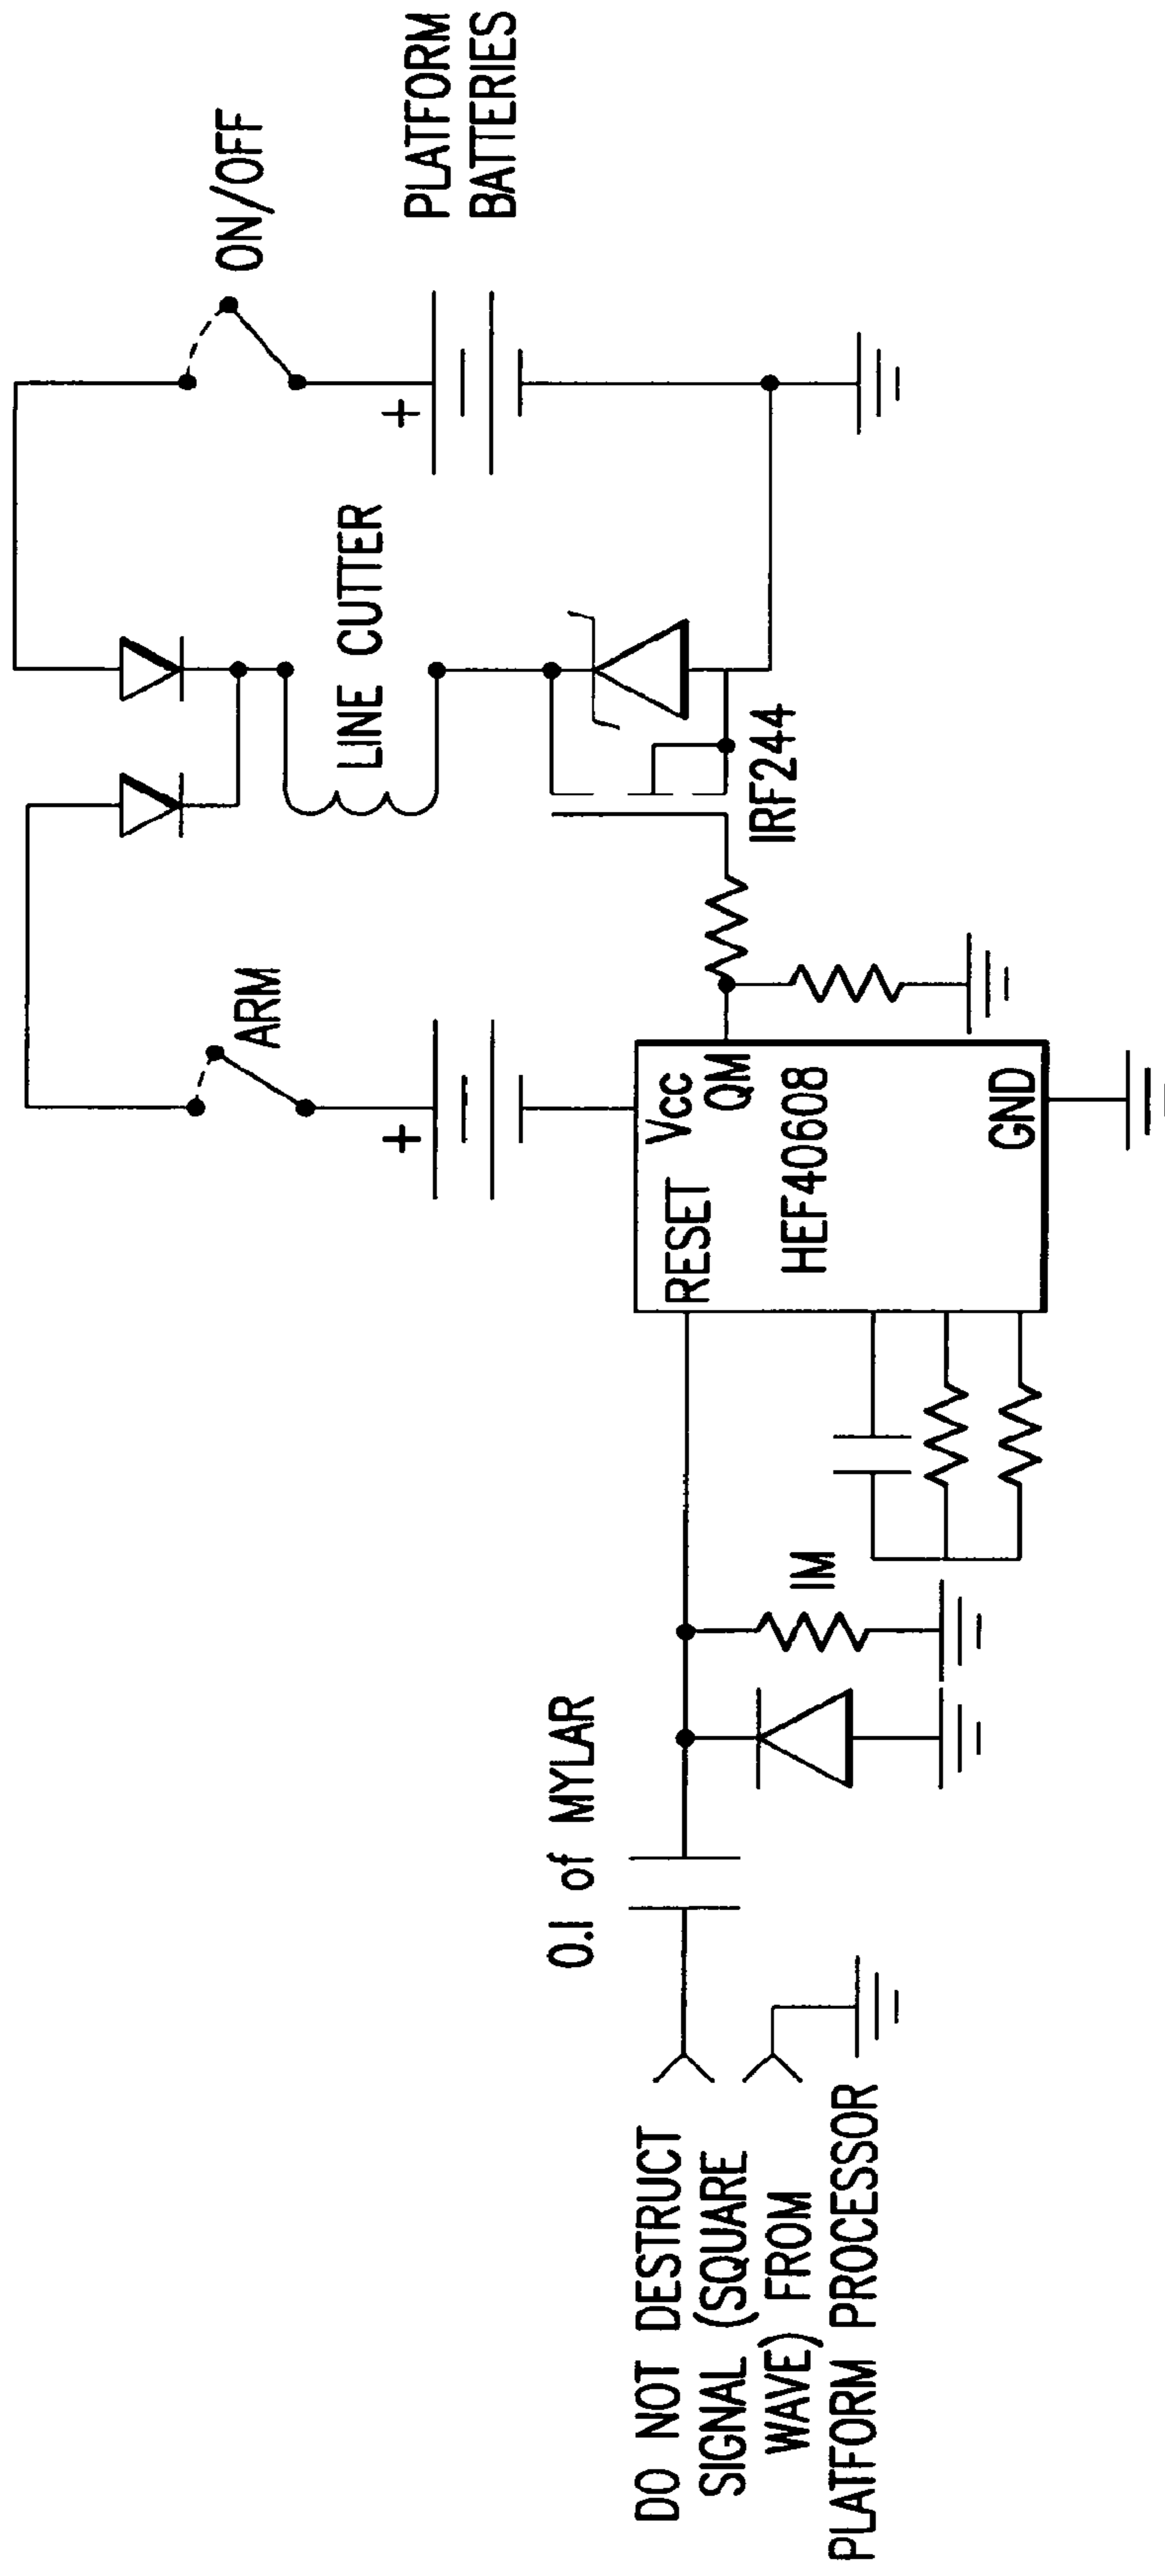 DO NOT DESTRUCT
SIGNAL (SQUARE
WAVE) FROM
PLATFORM PROCESSOR
0.1 of MYLAR
1M
RESET
Vcc
QM
HEF40608
GND
ARM
+
IRF244
LINE CUTTER
+
ON/OFF
PLATFORM
BATTERIES